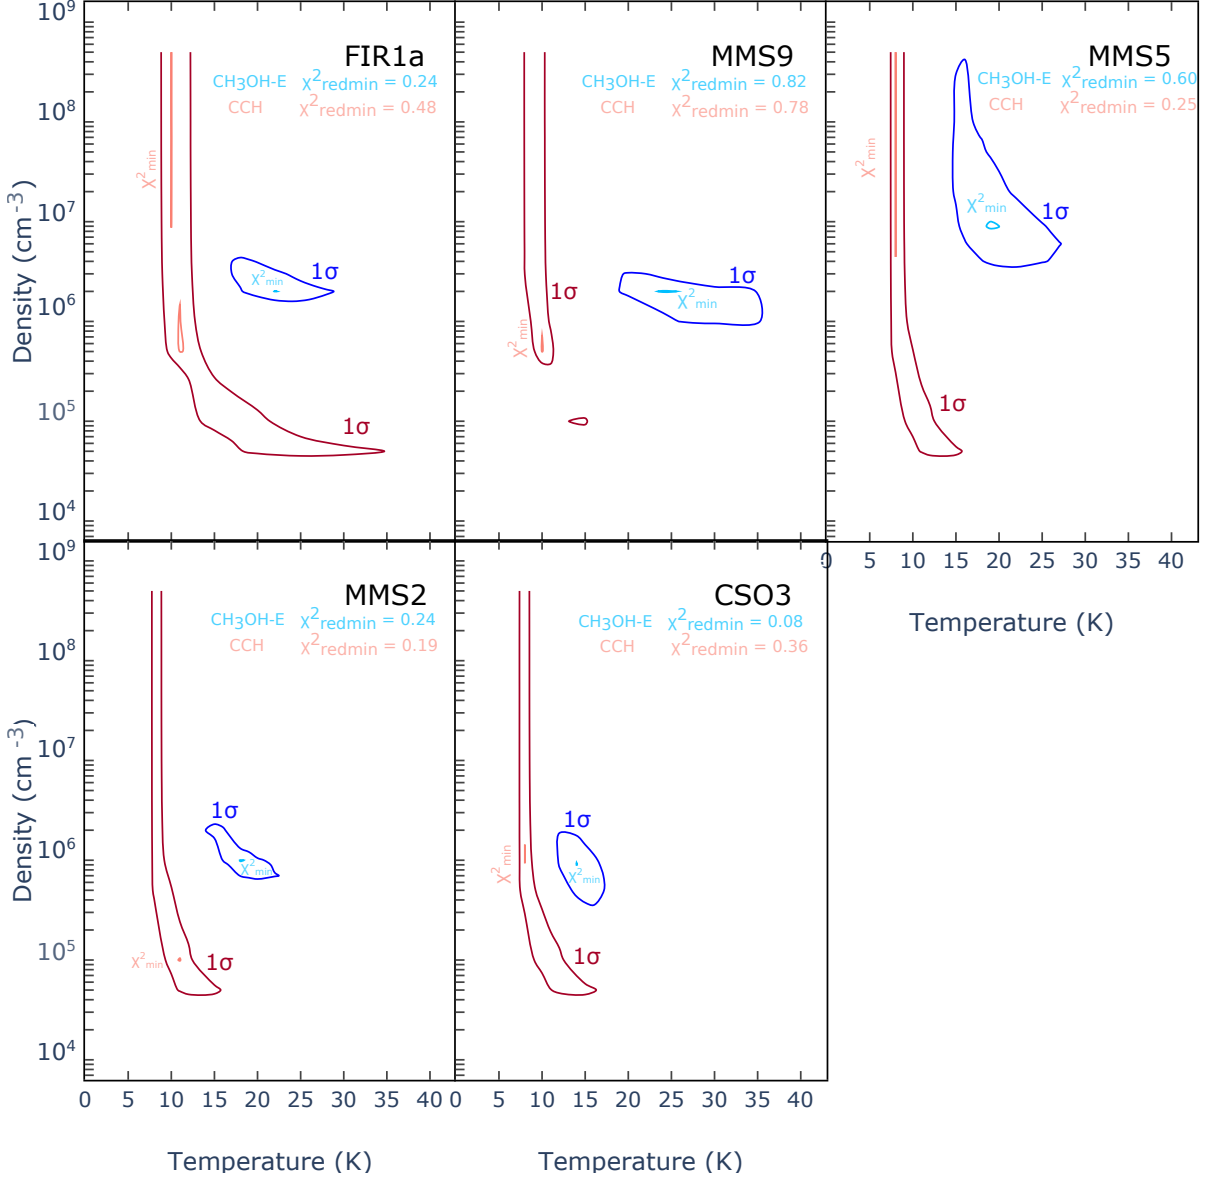 10⁹
10⁸
10⁷
10⁶
10⁵
10⁴
Density (cm⁻³)
FIR1a
CH₃OH-E χ²redmin = 0.24
CCH χ²redmin = 0.48
χ²min
1σ
χ²min
1σ
MMS9
CH₃OH-E χ²redmin = 0.82
CCH χ²redmin = 0.78
1σ
χ²min
1σ
χ²min
MMS5
CH₃OH-E χ²redmin = 0.60
CCH χ²redmin = 0.25
χ²min
χ²min
1σ
1σ
0 5 10 15 20 25 30 35 40
Temperature (K)
10⁹
10⁸
10⁷
10⁶
10⁵
10⁴
Density (cm⁻³)
MMS2
CH₃OH-E χ²redmin = 0.24
CCH χ²redmin = 0.19
1σ
χ²min
χ²min
1σ
0 5 10 15 20 25 30 35 40
Temperature (K)
CSO3
CH₃OH-E χ²redmin = 0.08
CCH χ²redmin = 0.36
1σ
χ²min
χ²min
1σ
0 5 10 15 20 25 30 35 40
Temperature (K)